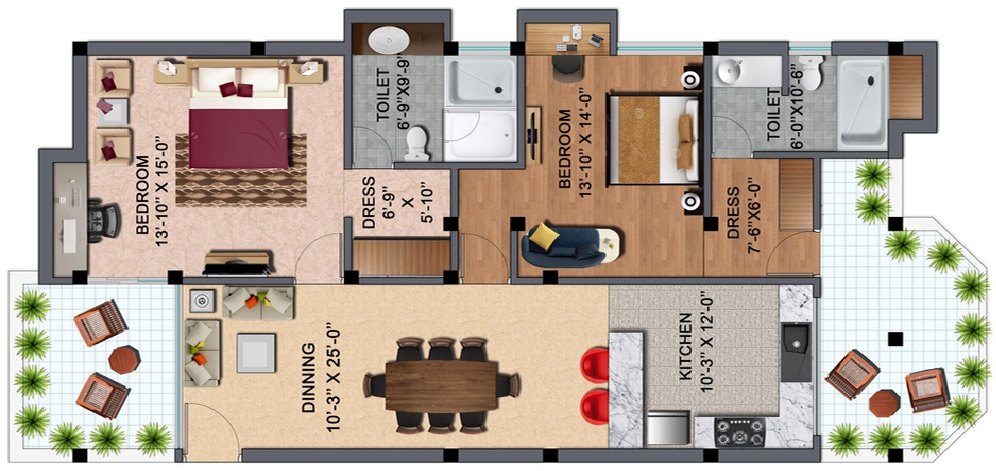 BEDROOM
13'-10" X 15'-0"
TOILET
6'-9"X9'-9"
DRESS
6'-9"
X
5'-10"
BEDROOM
13'-10" X 14'-0"
TOILET
6'-0"X10'-6"
DRESS
7'-6"X6'-0"
DINNING
10'-3" X 25'-0"
KITCHEN
10'-3" X 12'-0"